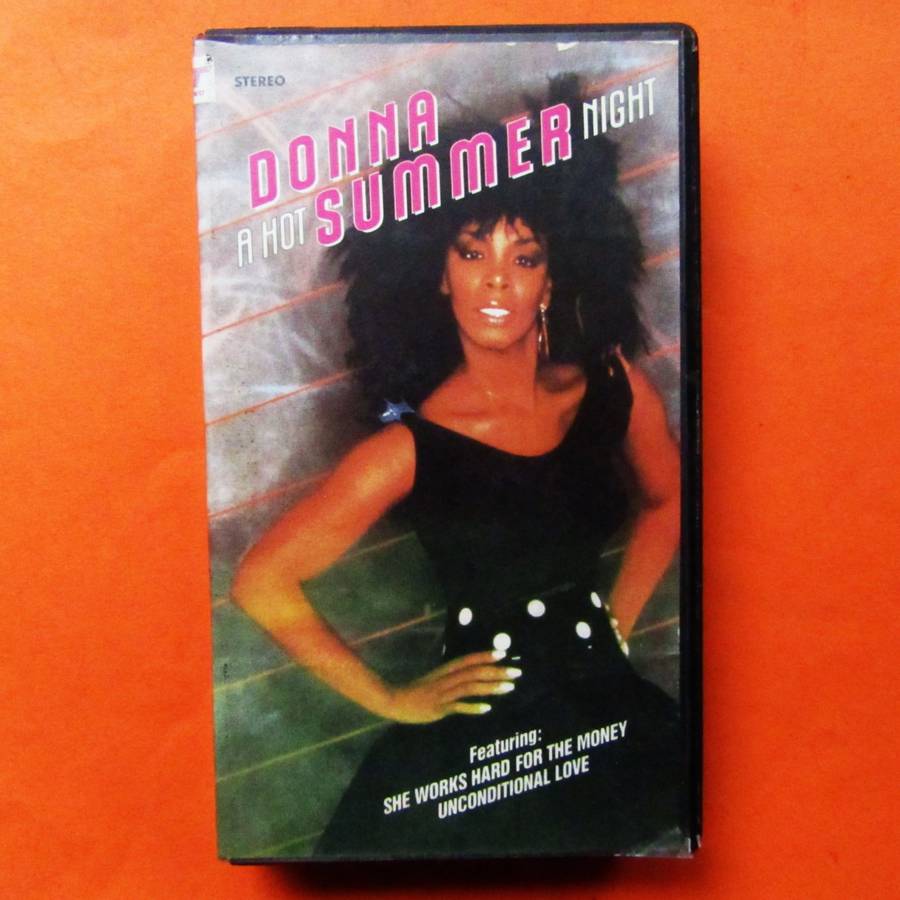 STEREO
DONNA
A HOT SUMMER NIGHT
Featuring:
SHE WORKS HARD FOR THE MONEY
UNCONDITIONAL LOVE